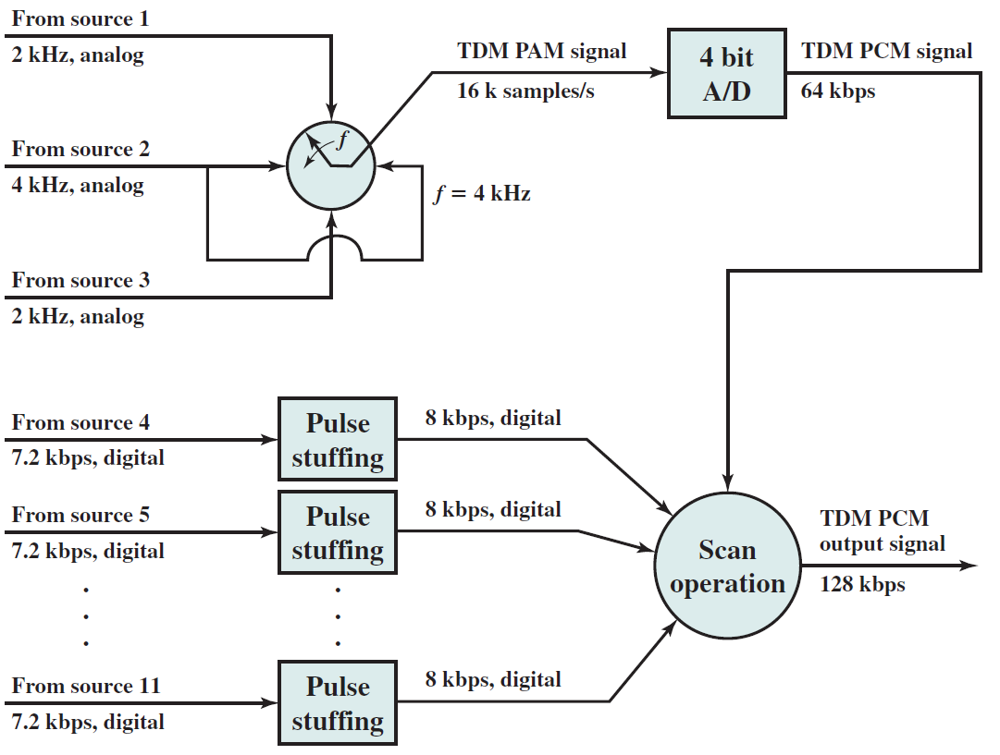 From source 1
2 kHz, analog
TDM PAM signal
16 k samples/s
4 bit
A/D
TDM PCM signal
64 kbps
From source 2
4 kHz, analog
f
f = 4 kHz
From source 3
2 kHz, analog
From source 4
7.2 kbps, digital
Pulse
stuffing
8 kbps, digital
From source 5
7.2 kbps, digital
Pulse
stuffing
8 kbps, digital
Scan
operation
TDM PCM
output signal
128 kbps
From source 11
7.2 kbps, digital
Pulse
stuffing
8 kbps, digital